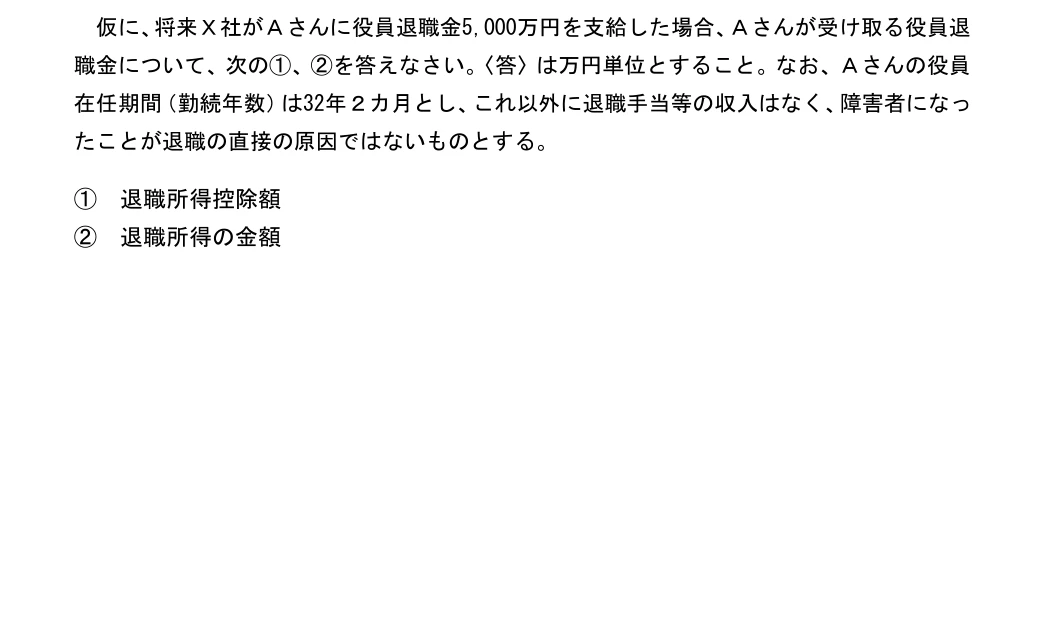 仮に、将来Ｘ社がＡさんに役員退職金5,000万円を支給した場合、Ａさんが受け取る役員退
職金について、次の①、②を答えなさい。〈答〉は万円単位とすること。なお、Ａさんの役員
在任期間（勤続年数）は32年２カ月とし、これ以外に退職手当等の収入はなく、障害者になっ
たことが退職の直接の原因ではないものとする。
①　退職所得控除額
②　退職所得の金額